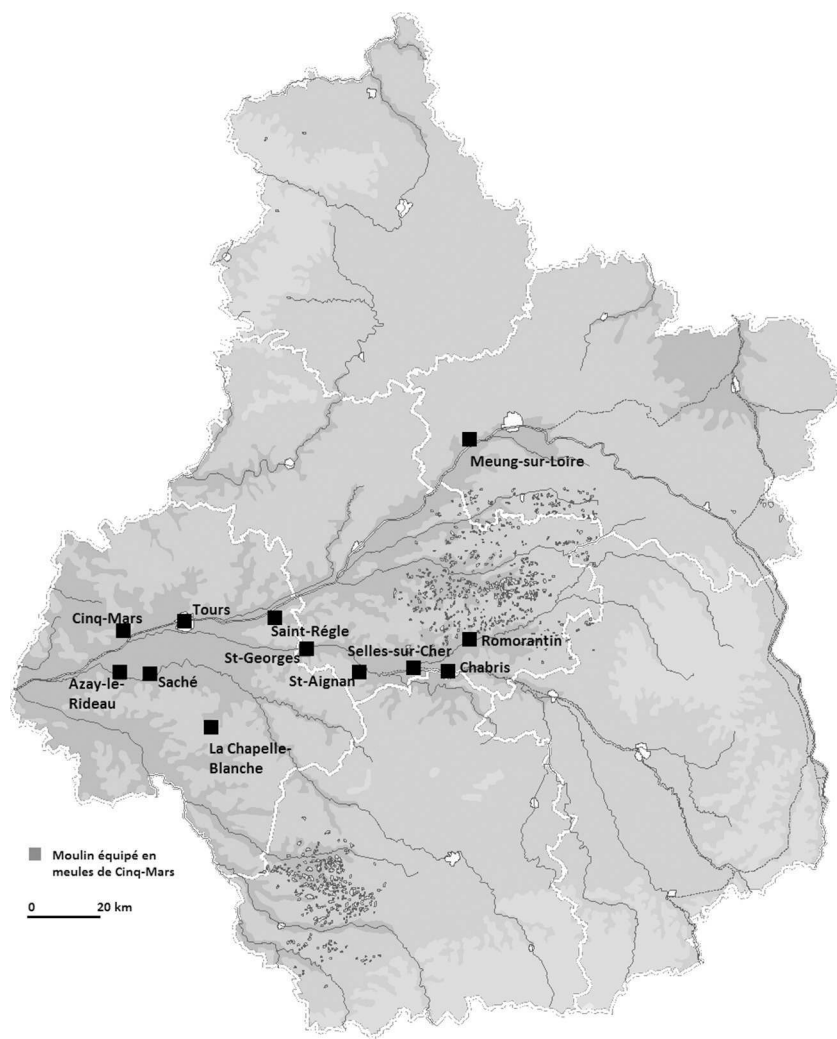 Meung-sur-Loire
Cinq-Mars
Tours
Saint-Régle
Romorantin
St-Georges
Selles-sur-Cher
Azay-le-
Rideau
Saché
St-Aignan
Chabris
La Chapelle-
Blanche
Moulin équipé en
meules de Cinq-Mars
0 20 km